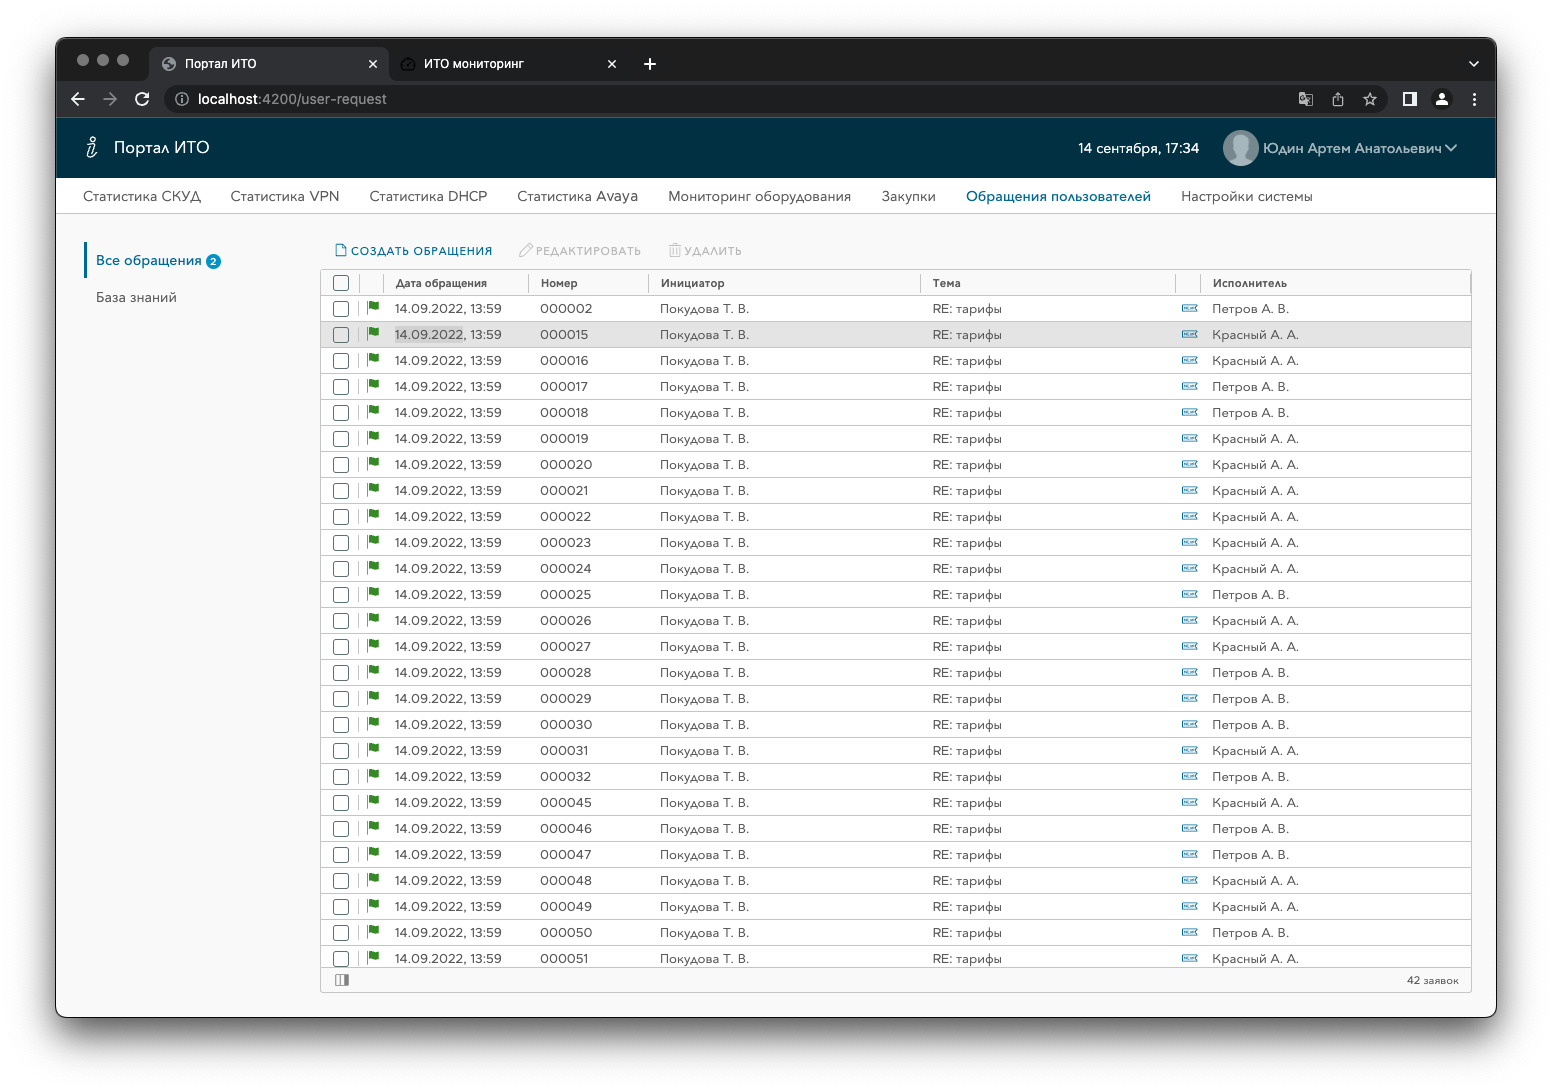 Портал ИТО
ИТО мониторинг
localhost:4200/user-request
Портал ИТО
14 сентября, 17:34
Юдин Артем Анатольевич
Статистика СКУД Статистика VPN Статистика DHCP Статистика Avaya Мониторинг оборудования Закупки Обращения пользователей Настройки системы
Все обращения 2
База знаний
СОЗДАТЬ ОБРАЩЕНИЯ РЕДАКТИРОВАТЬ УДАЛИТЬ
Дата обращения Номер Инициатор Тема Исполнитель
14.09.2022, 13:59 000002 Покудова Т. В. RE: тарифы Петров А. В.
14.09.2022, 13:59 000015 Покудова Т. В. RE: тарифы Красный А. А.
14.09.2022, 13:59 000016 Покудова Т. В. RE: тарифы Красный А. А.
14.09.2022, 13:59 000017 Покудова Т. В. RE: тарифы Петров А. В.
14.09.2022, 13:59 000018 Покудова Т. В. RE: тарифы Петров А. В.
14.09.2022, 13:59 000019 Покудова Т. В. RE: тарифы Красный А. А.
14.09.2022, 13:59 000020 Покудова Т. В. RE: тарифы Красный А. А.
14.09.2022, 13:59 000021 Покудова Т. В. RE: тарифы Красный А. А.
14.09.2022, 13:59 000022 Покудова Т. В. RE: тарифы Красный А. А.
14.09.2022, 13:59 000023 Покудова Т. В. RE: тарифы Красный А. А.
14.09.2022, 13:59 000024 Покудова Т. В. RE: тарифы Красный А. А.
14.09.2022, 13:59 000025 Покудова Т. В. RE: тарифы Петров А. В.
14.09.2022, 13:59 000026 Покудова Т. В. RE: тарифы Красный А. А.
14.09.2022, 13:59 000027 Покудова Т. В. RE: тарифы Красный А. А.
14.09.2022, 13:59 000028 Покудова Т. В. RE: тарифы Петров А. В.
14.09.2022, 13:59 000029 Покудова Т. В. RE: тарифы Петров А. В.
14.09.2022, 13:59 000030 Покудова Т. В. RE: тарифы Петров А. В.
14.09.2022, 13:59 000031 Покудова Т. В. RE: тарифы Красный А. А.
14.09.2022, 13:59 000032 Покудова Т. В. RE: тарифы Петров А. В.
14.09.2022, 13:59 000045 Покудова Т. В. RE: тарифы Красный А. А.
14.09.2022, 13:59 000046 Покудова Т. В. RE: тарифы Петров А. В.
14.09.2022, 13:59 000047 Покудова Т. В. RE: тарифы Петров А. В.
14.09.2022, 13:59 000048 Покудова Т. В. RE: тарифы Красный А. А.
14.09.2022, 13:59 000049 Покудова Т. В. RE: тарифы Красный А. А.
14.09.2022, 13:59 000050 Покудова Т. В. RE: тарифы Петров А. В.
14.09.2022, 13:59 000051 Покудова Т. В. RE: тарифы Красный А. А.
42 заявок